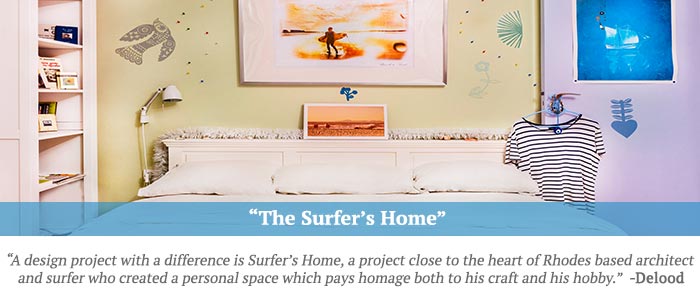 “The Surfer’s Home”
“A design project with a difference is Surfer’s Home, a project close to the heart of Rhodes based architect
and surfer who created a personal space which pays homage both to his craft and his hobby.”  -Delood